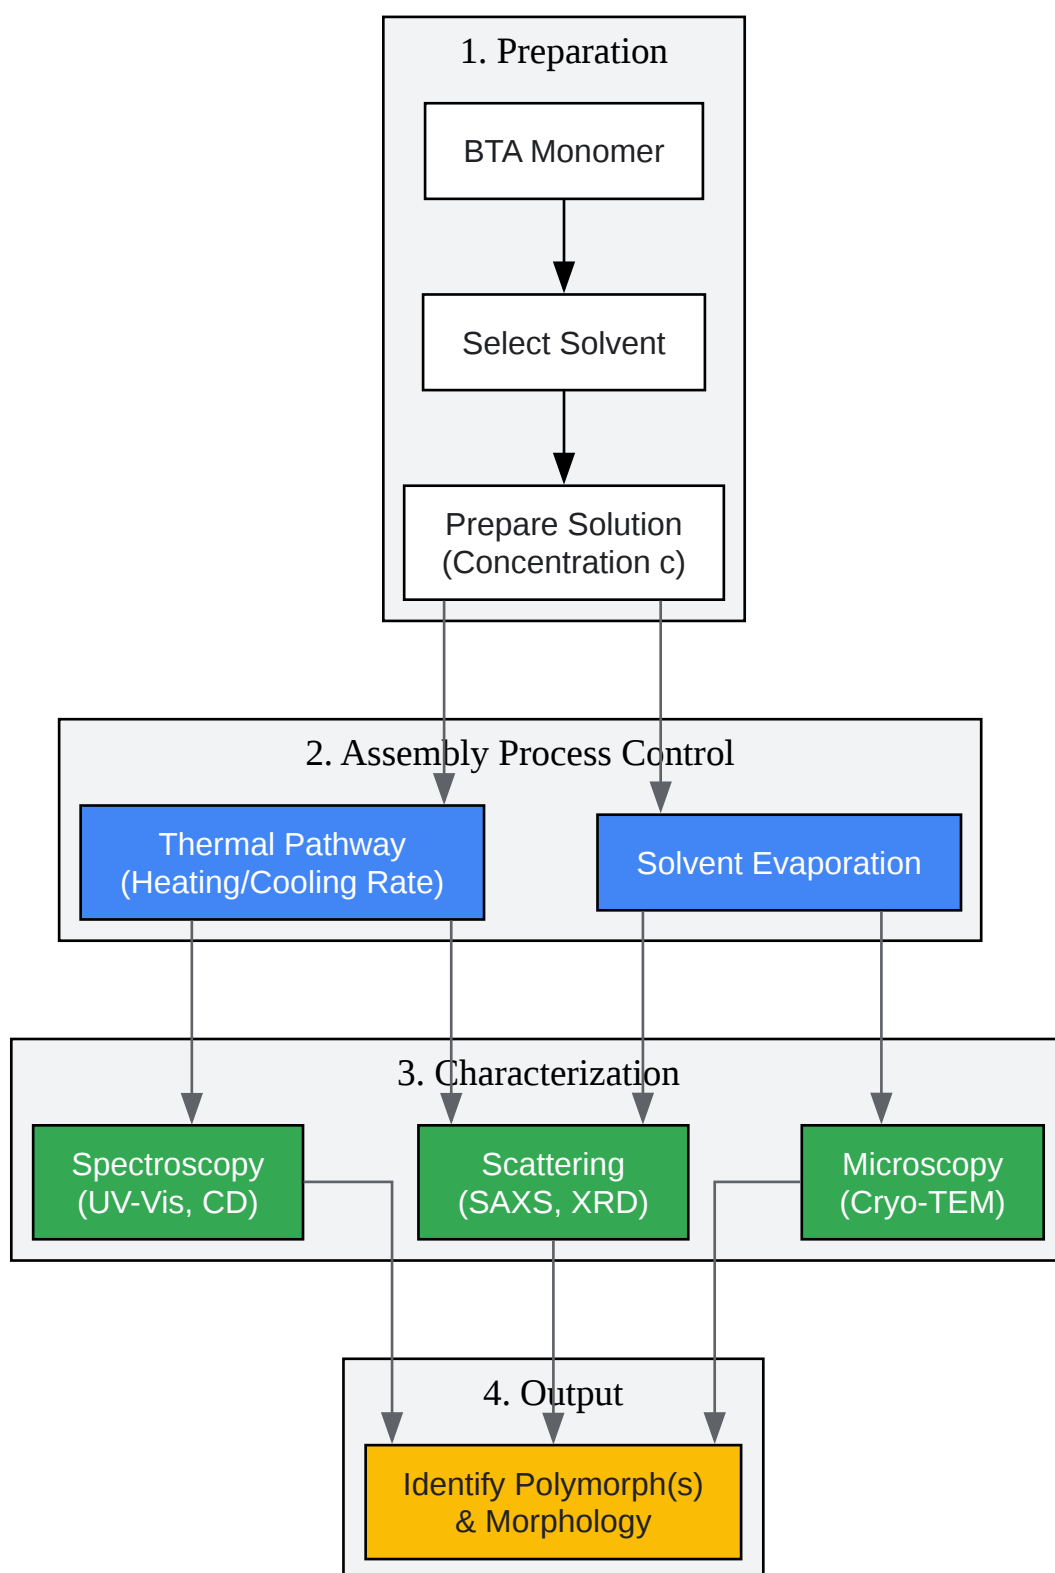 1. Preparation
BTA Monomer
Select Solvent
Prepare Solution
(Concentration c)
2. Assembly Process Control
Thermal Pathway
(Heating/Cooling Rate)
Solvent Evaporation
3. Characterization
Spectroscopy
(UV-Vis, CD)
Scattering
(SAXS, XRD)
Microscopy
(Cryo-TEM)
4. Output
Identify Polymorph(s)
& Morphology